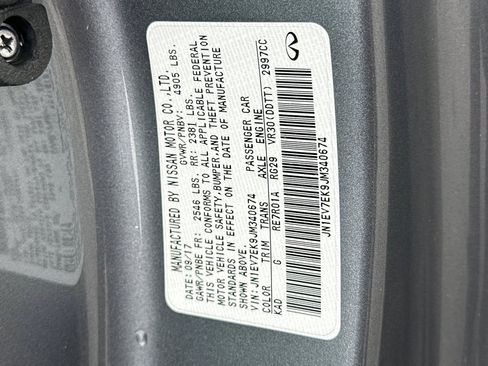 MANUFACTURED BY NISSAN MOTOR CO.,LTD.
GVWR/PNBV: 4905 LBS.
DATE:09/17
GAWR/PNBE FR: 2546 LBS. RR: 2381 LBS.
THIS VEHICLE CONFORMS TO ALL APPLICABLE FEDERAL
MOTOR VEHICLE SAFETY,BUMPER,AND THEFT PREVENTION
STANDARDS IN EFFECT ON THE DATE OF MANUFACTURE
SHOWN ABOVE.
VIN:JN1EV7EK9JM340674 PASSENGER CAR
COLOR TRIM TRANS AXLE ENGINE
KAD G RE7R01A RG29 VR30(DDTT) 2997CC
JN1EV7EK9JM340674